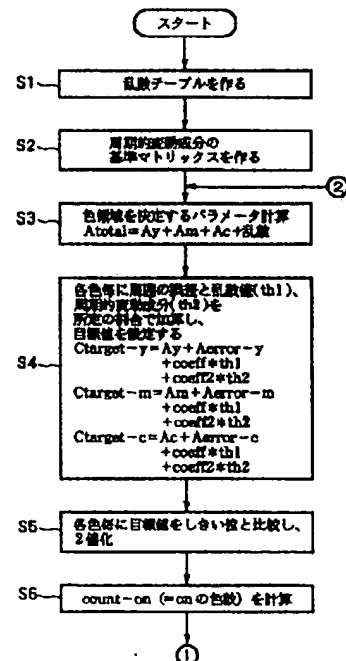 スタート
S1
乱数テーブルを作る
S2
周期的変動成分の
基準マトリックスを作る
②
S3
色領域を決定するパラメータ計算
Atotal=Ay+Am+Ac+乱数
S4
各色毎に周囲の誤差と乱数値(th1)、
周期的変動成分(th2)を
所定の割合で加算し、
目標値を設定する
Ctarget-y=Ay+Aerror-y
+coeff*th1
+coeff2*th2
Ctarget-m=Am+Aerror-m
+coeff*th1
+coeff2*th2
Ctarget-c=Ac+Aerror-c
+coeff*th1
+coeff2*th2
S5
各色毎に目標値をしきい値と比較し、
2値化
S6
count-on (=onの色数) を計算
①